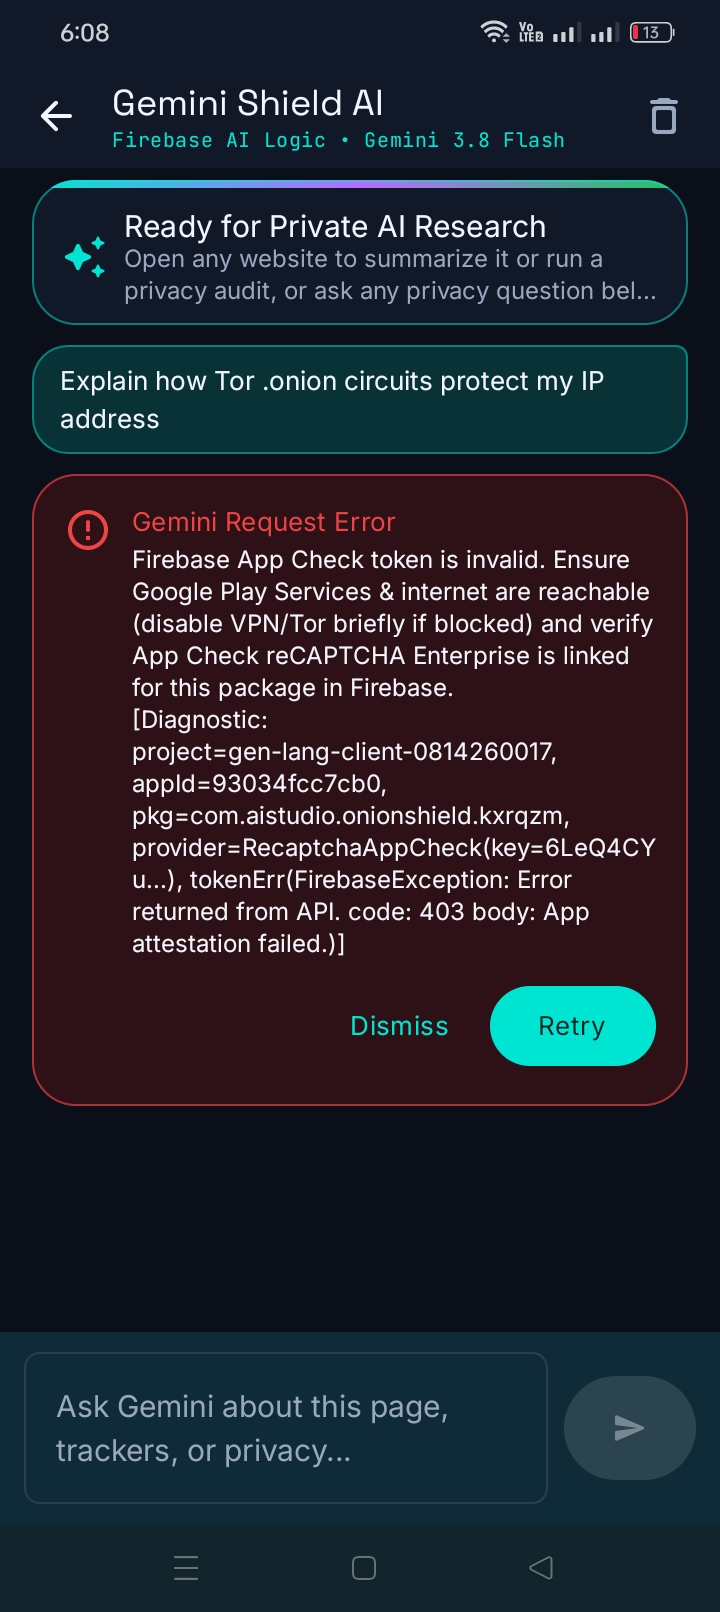 6:08
Vo
LTE2
13
Gemini Shield AI
Firebase AI Logic • Gemini 3.8 Flash
Ready for Private AI Research
Open any website to summarize it or run a
privacy audit, or ask any privacy question bel...
Explain how Tor .onion circuits protect my IP
address
Gemini Request Error
Firebase App Check token is invalid. Ensure
Google Play Services & internet are reachable
(disable VPN/Tor briefly if blocked) and verify
App Check reCAPTCHA Enterprise is linked
for this package in Firebase.
[Diagnostic:
project=gen-lang-client-0814260017,
appId=93034fcc7cb0,
pkg=com.aistudio.onionshield.kxrqzm,
provider=RecaptchaAppCheck(key=6LeQ4CY
u...), tokenErr(FirebaseException: Error
returned from API. code: 403 body: App
attestation failed.)]
Dismiss
Retry
Ask Gemini about this page,
trackers, or privacy...